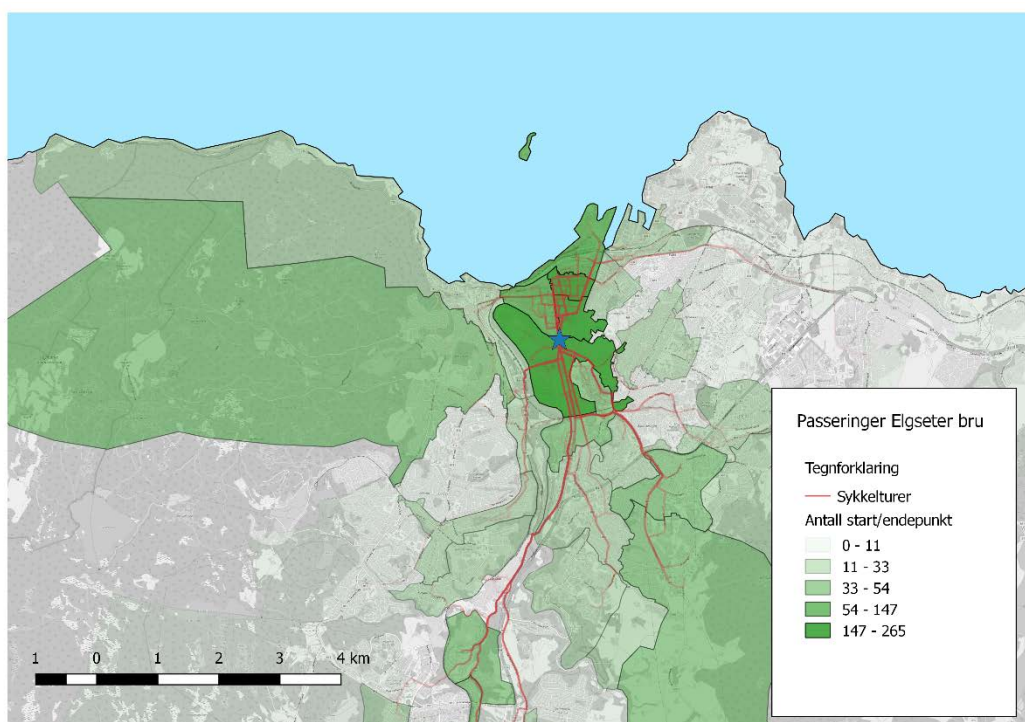 Passeringer Elgseter bru
Tegnforklaring
Sykkelturer
Antall start/endepunkt
0 - 11
11 - 33
33 - 54
54 - 147
147 - 265
1 0 1 2 3 4 km